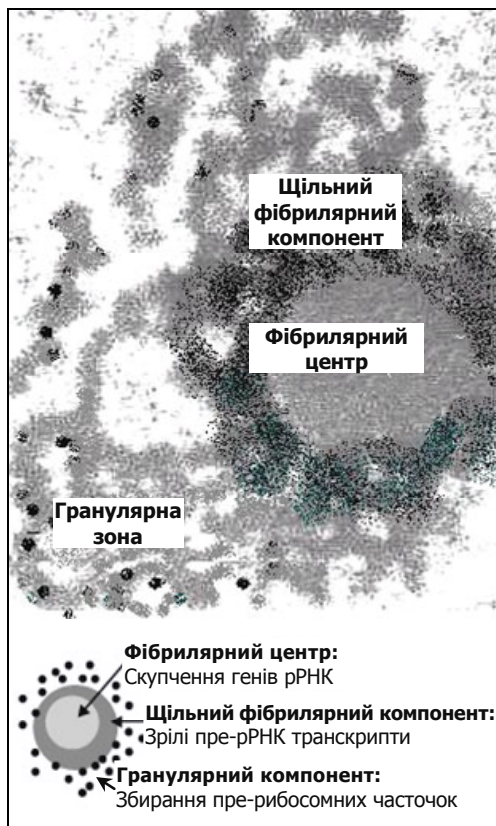 Щільний
фібрилярний
компонент
Фібрилярний
центр
Гранулярна
зона
Фібрилярний центр:
Скупчення генів рРНК
Щільний фібрилярний компонент:
Зрілі пре-рРНК транскрипти
Гранулярний компонент:
Збирання пре-рибосомних часточок